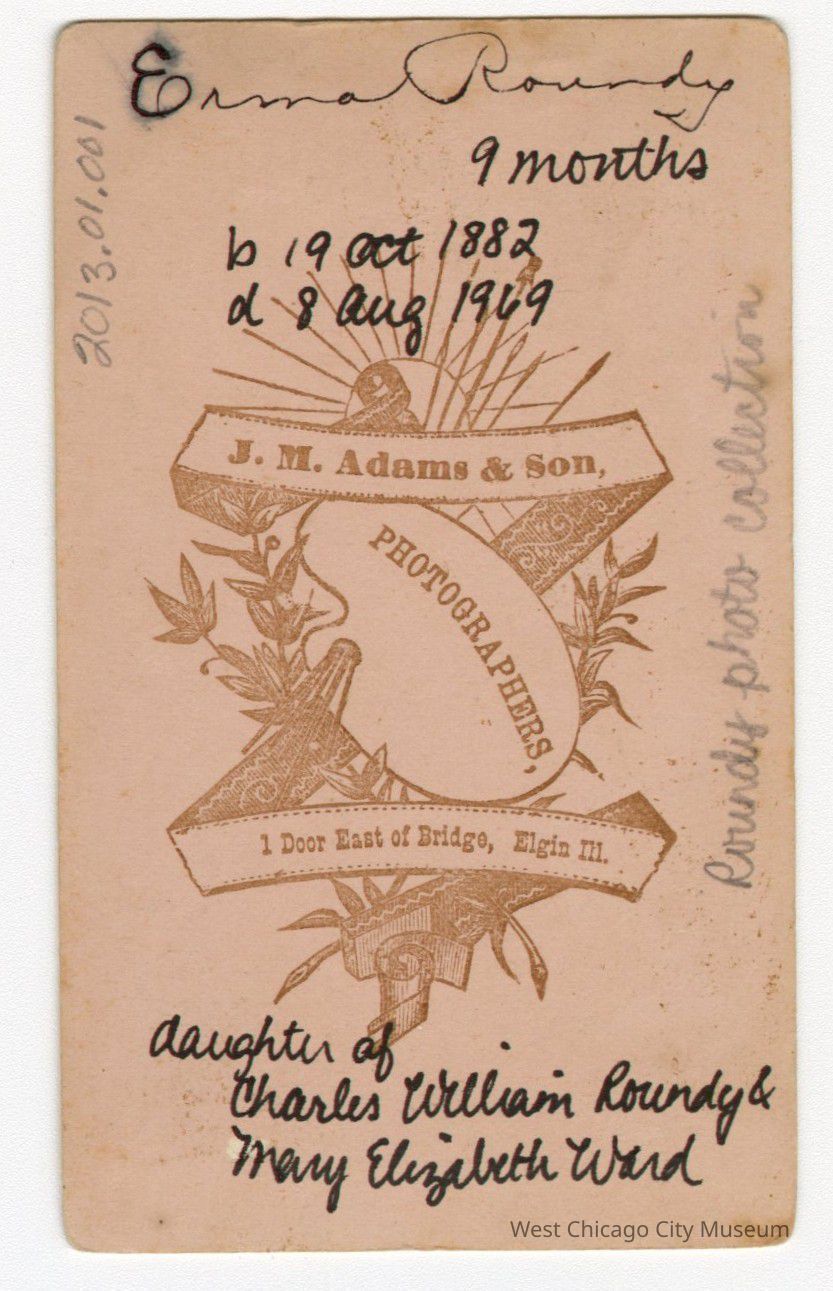 Erma Roundy
9 months
b 19 Oct 1882
d 8 Aug 1969
2013.01.001
J. M. Adams & Son,
PHOTOGRAPHERS,
1 Door East of Bridge, Elgin Ill.
Roundy photo collection
daughter of
Charles William Roundy &
Mary Elizabeth Ward
West Chicago City Museum